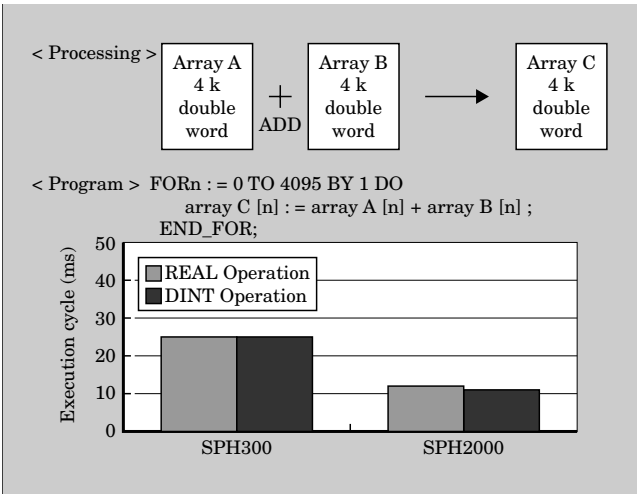 < Processing >
Array A
4 k
double
word
ADD
Array B
4 k
double
word
Array C
4 k
double
word
< Program > FORn : = 0 TO 4095 BY 1 DO
array C [n] : = array A [n] + array B [n] ;
END_FOR;
Execution cycle (ms)
50
40
30
20
10
0
REAL Operation
DINT Operation
SPH300
SPH2000